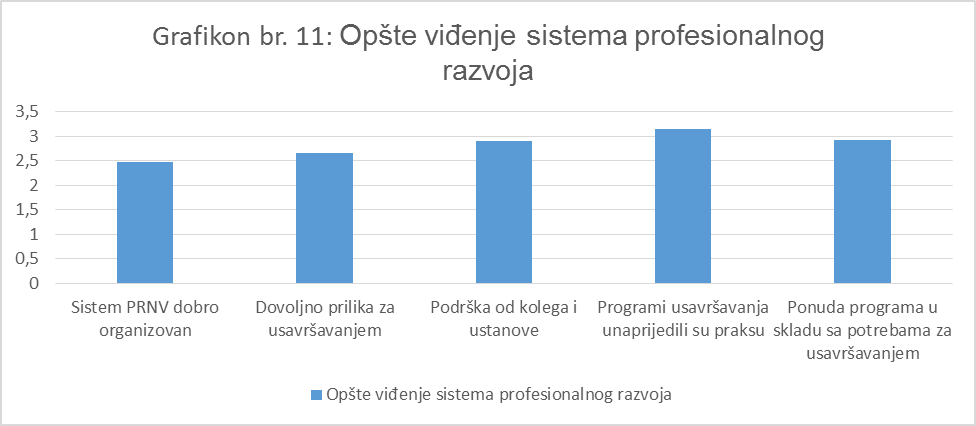 Grafikon br. 11: Opšte viđenje sistema profesionalnog
razvoja
3,5
3
2,5
2
1,5
1
0,5
0
Sistem PRNV dobro
organizovan
Dovoljno prilika za
usavršavanjem
Podrška od kolega i
ustanove
Programi usavršavanja
unaprijedili su praksu
Ponuda programa u
skladu sa potrebama za
usavršavanjem
Opšte viđenje sistema profesionalnog razvoja